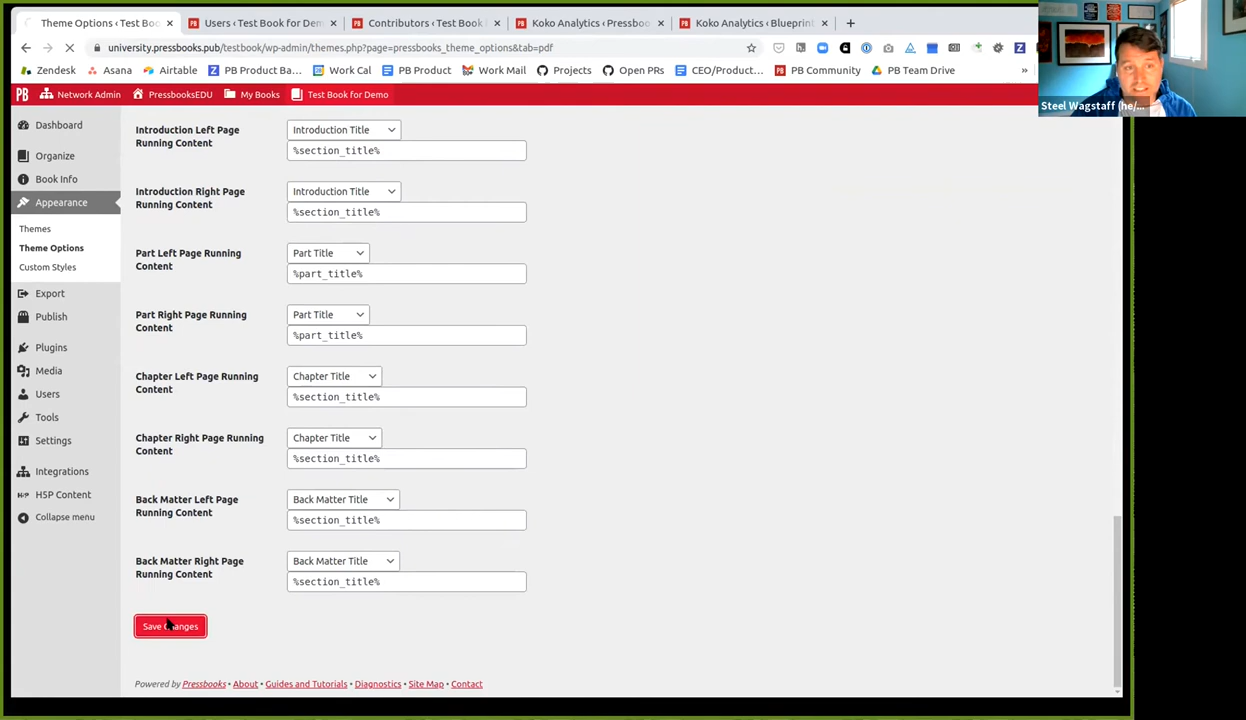 Theme Options ‹ Test Boo
Users ‹ Test Book for Dem
Contributors ‹ Test Book
Koko Analytics ‹ Pressboo
Koko Analytics ‹ Blueprin
university.pressbooks.pub/testbook/wp-admin/themes.php?page=pressbooks_theme_options&tab=pdf
Zendesk
Asana
Airtable
PB Product Ba...
Work Cal
PB Product
Work Mail
Projects
Open PRs
CEO/Product...
PB Community
PB Team Drive
»
Steel Wagstaff (he/...
PB
Network Admin
PressbooksEDU
My Books
Test Book for Demo
Dashboard
Organize
Book Info
Appearance
Themes
Theme Options
Custom Styles
Export
Publish
Plugins
Media
Users
Tools
Settings
Integrations
H5P Content
Collapse menu
Introduction Left Page
Running Content
Introduction Title
%section_title%
Introduction Right Page
Running Content
Introduction Title
%section_title%
Part Left Page Running
Content
Part Title
%part_title%
Part Right Page Running
Content
Part Title
%part_title%
Chapter Left Page Running
Content
Chapter Title
%section_title%
Chapter Right Page Running
Content
Chapter Title
%section_title%
Back Matter Left Page
Running Content
Back Matter Title
%section_title%
Back Matter Right Page
Running Content
Back Matter Title
%section_title%
Save Changes
Powered by Pressbooks • About • Guides and Tutorials • Diagnostics • Site Map • Contact